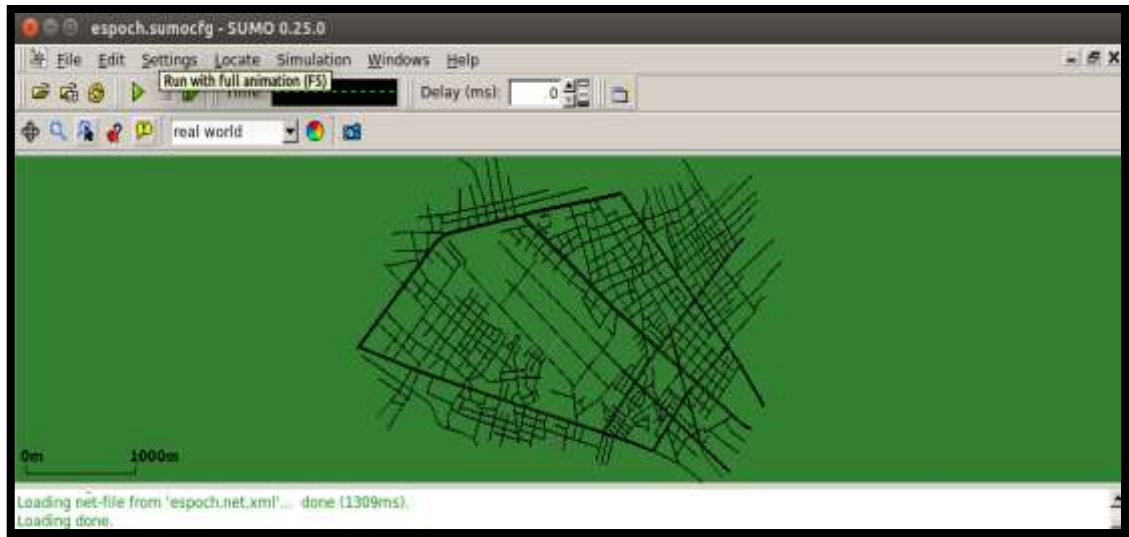 espoch.sumocfg - SUMO 0.25.0
File Edit Settings Locate Simulation Windows Help
Run with full animation (F5)
Delay (ms): 0
real world
0m 1000m
Loading net-file from 'espoch.net.xml'... done (1309ms).
Loading done.